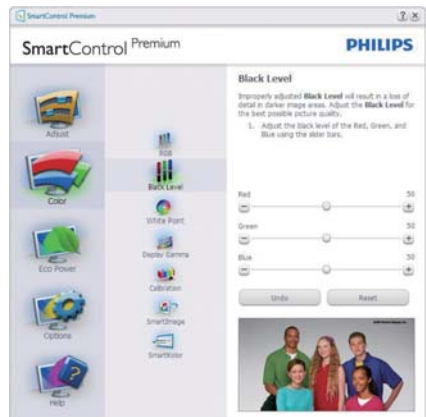 SmartControl Premium
SmartControl Premium
PHILIPS
Adjust
Color
Eco Power
Options
Help
RGB
Black Level
White Point
Display Gamma
Calibration
SmartImage
SmartKolor
Black Level
Improperly adjusted Black Level will result in a loss of
detail in darker image areas. Adjust the Black Level for
the best possible picture quality.
1. Adjust the black level of the Red, Green, and
Blue using the slider bars.
Red 50
Green 50
Blue 50
Undo Reset